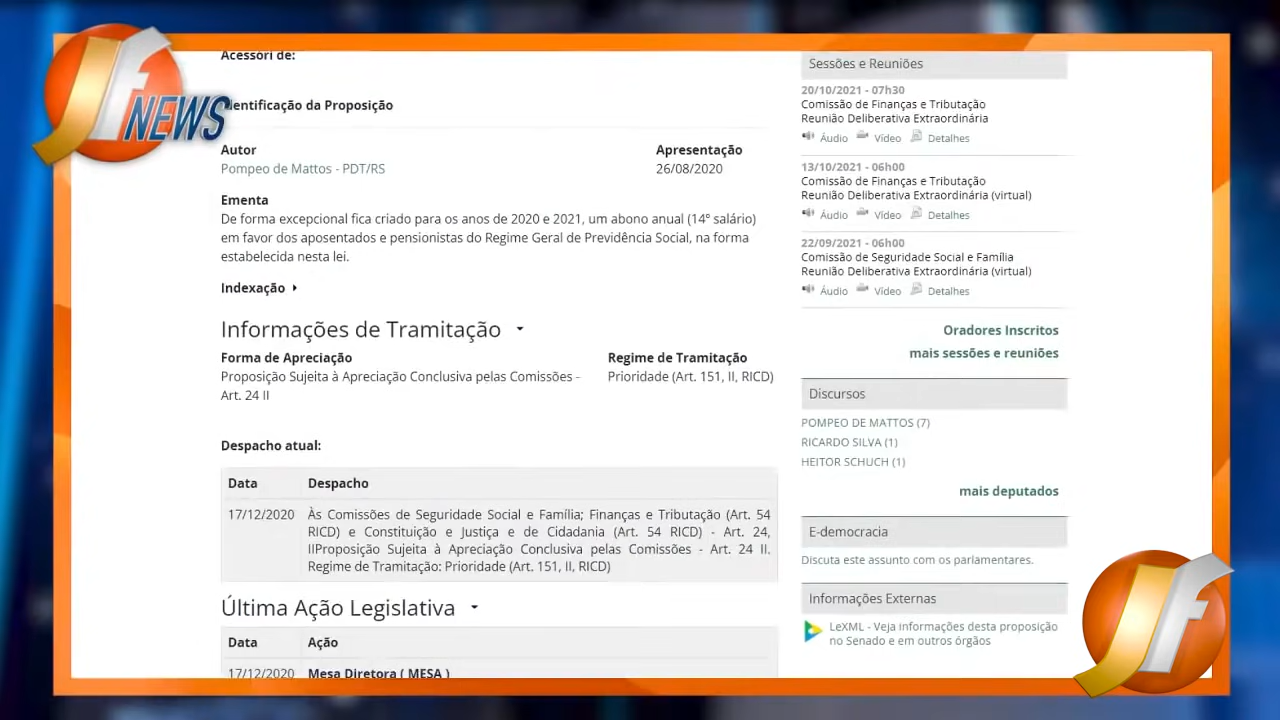 Jf
NEWS
Acessóri de:
dentificação da Proposição
Autor
Pompeo de Mattos - PDT/RS
Apresentação
26/08/2020
Ementa
De forma excepcional fica criado para os anos de 2020 e 2021, um abono anual (14º salário)
em favor dos aposentados e pensionistas do Regime Geral de Previdência Social, na forma
estabelecida nesta lei.
Indexação
Informações de Tramitação
Forma de Apreciação
Proposição Sujeita à Apreciação Conclusiva pelas Comissões -
Art. 24 II
Regime de Tramitação
Prioridade (Art. 151, II, RICD)
Despacho atual:
Data Despacho
17/12/2020 Às Comissões de Seguridade Social e Família; Finanças e Tributação (Art. 54
RICD) e Constituição e Justiça e de Cidadania (Art. 54 RICD) - Art. 24,
IIProposição Sujeita à Apreciação Conclusiva pelas Comissões - Art. 24 II.
Regime de Tramitação: Prioridade (Art. 151, II, RICD)
Última Ação Legislativa
Data Ação
17/12/2020 Mesa Diretora ( MESA )
Sessões e Reuniões
20/10/2021 - 07h30
Comissão de Finanças e Tributação
Reunião Deliberativa Extraordinária
Áudio Vídeo Detalhes
13/10/2021 - 06h00
Comissão de Finanças e Tributação
Reunião Deliberativa Extraordinária (virtual)
Áudio Vídeo Detalhes
22/09/2021 - 06h00
Comissão de Seguridade Social e Família
Reunião Deliberativa Extraordinária (virtual)
Áudio Vídeo Detalhes
Oradores Inscritos
mais sessões e reuniões
Discursos
POMPEO DE MATTOS (7)
RICARDO SILVA (1)
HEITOR SCHUCH (1)
mais deputados
E-democracia
Discuta este assunto com os parlamentares.
Informações Externas
LeXML - Veja informações desta proposição
no Senado e em outros órgãos
Jf